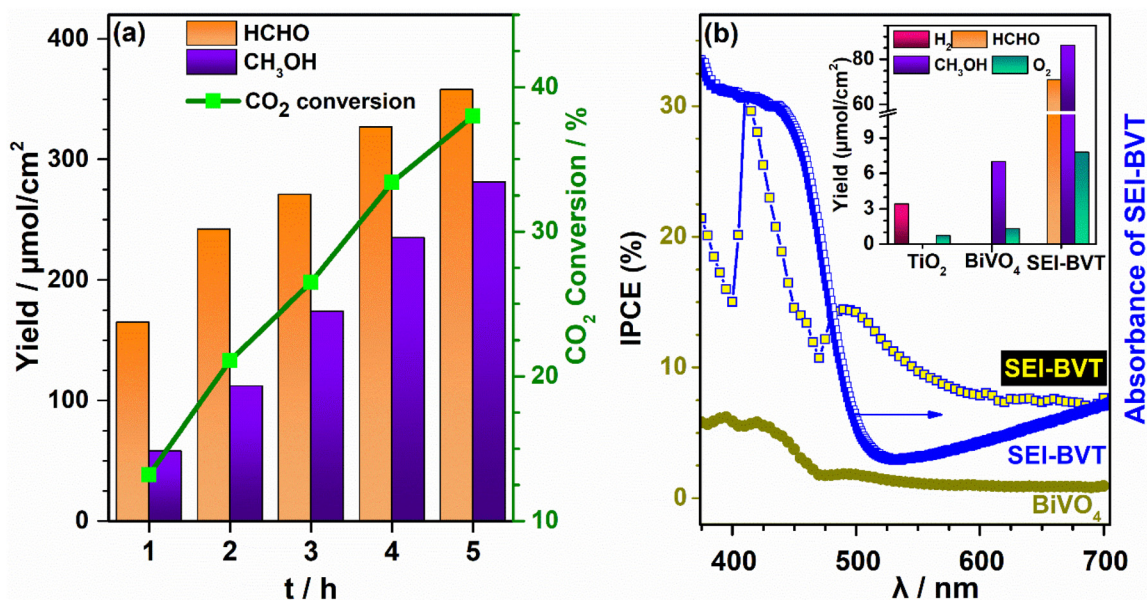 (a)
HCHO
CH3OH
CO2 conversion
400
300
200
100
0
Yield / μmol/cm²
40
30
20
10
CO2 Conversion / %
1 2 3 4 5
t / h
(b)
H2 HCHO
CH3OH O2
80
60
9
6
3
0
Yield (μmol/cm²)
TiO2 BiVO4 SEI-BVT
30
20
10
0
IPCE (%)
SEI-BVT
SEI-BVT
BiVO4
Absorbance of SEI-BVT
400 500 600 700
λ / nm